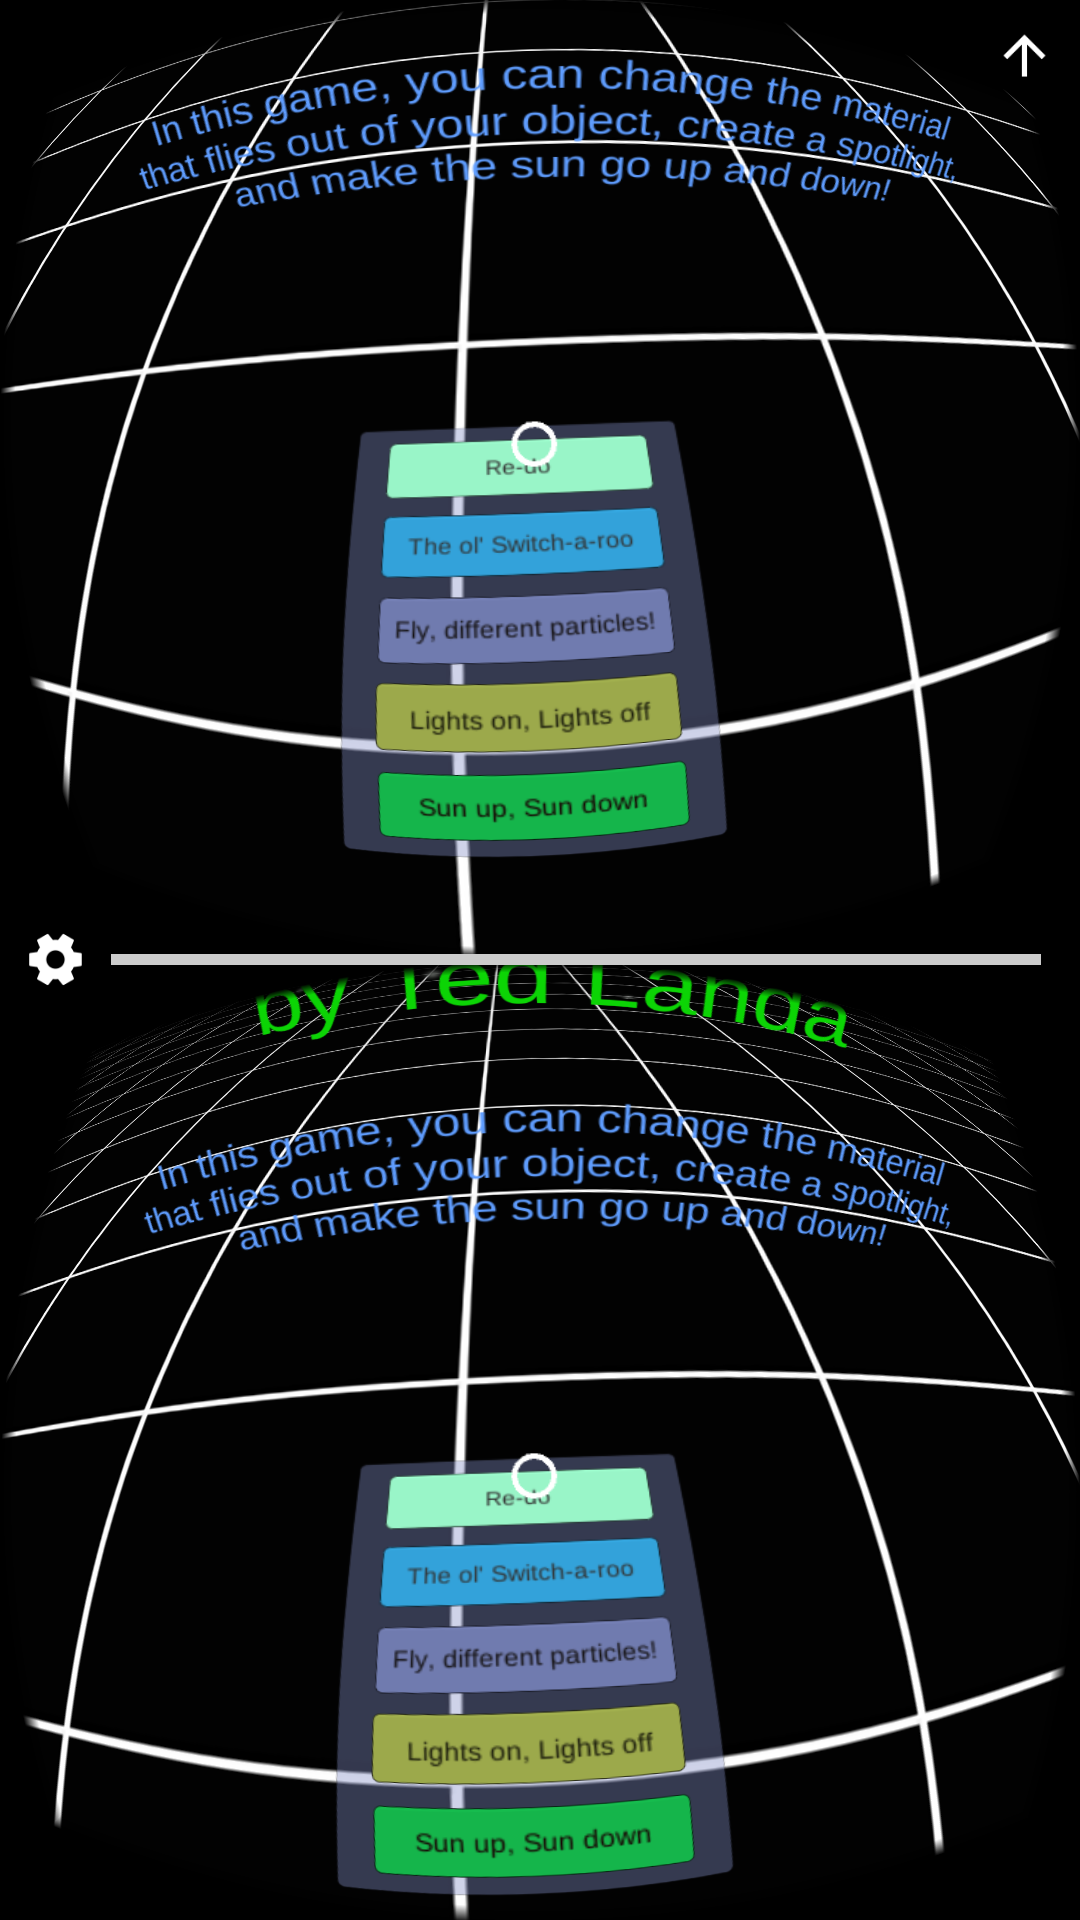 In this game, you can change the material
that flies out of your object, create a spotlight,
and make the sun go up and down!
Re-do
The ol' Switch-a-roo
Fly, different particles!
Lights on, Lights off
Sun up, Sun down
by Ted Landa
In this game, you can change the material
that flies out of your object, create a spotlight,
and make the sun go up and down!
Re-do
The ol' Switch-a-roo
Fly, different particles!
Lights on, Lights off
Sun up, Sun down